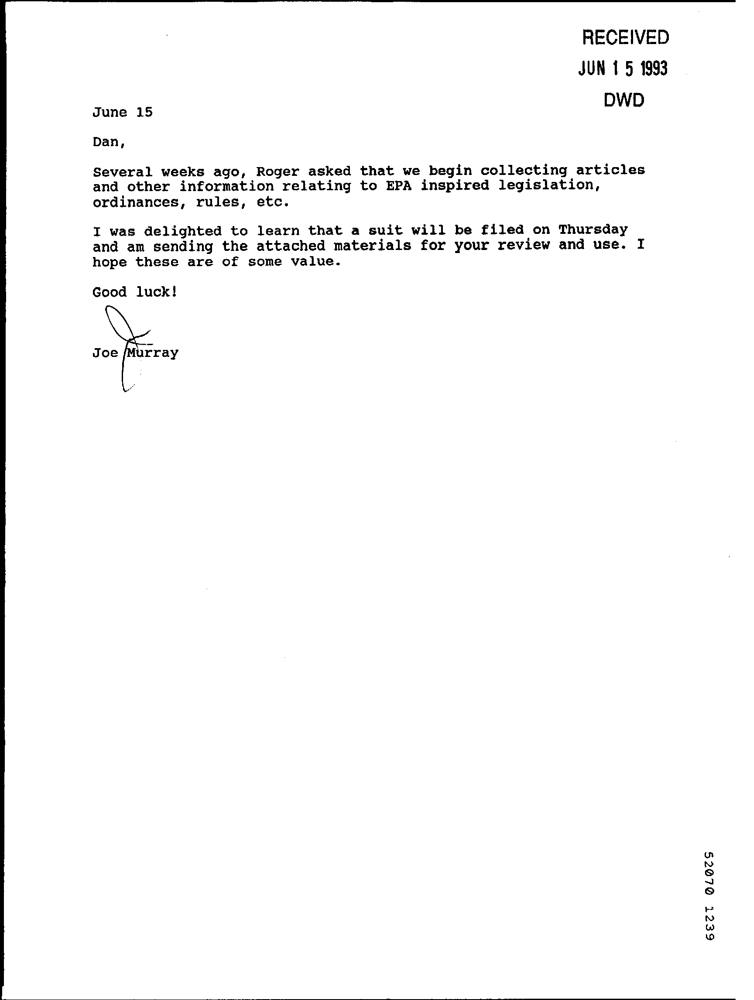 RECEIVED
JUN 15 1993
DWD
June 15
Dan,
Several weeks ago, Roger asked that we begin collecting articles
and other information relating to EPA inspired legislation,
ordinances, rules, etc.
I was delighted to learn that a suit will be filed on Thursday
and am sending the attached materials for your review and use. I
hope these are of some value.
Good luck!
Joe Murray
52070 1239